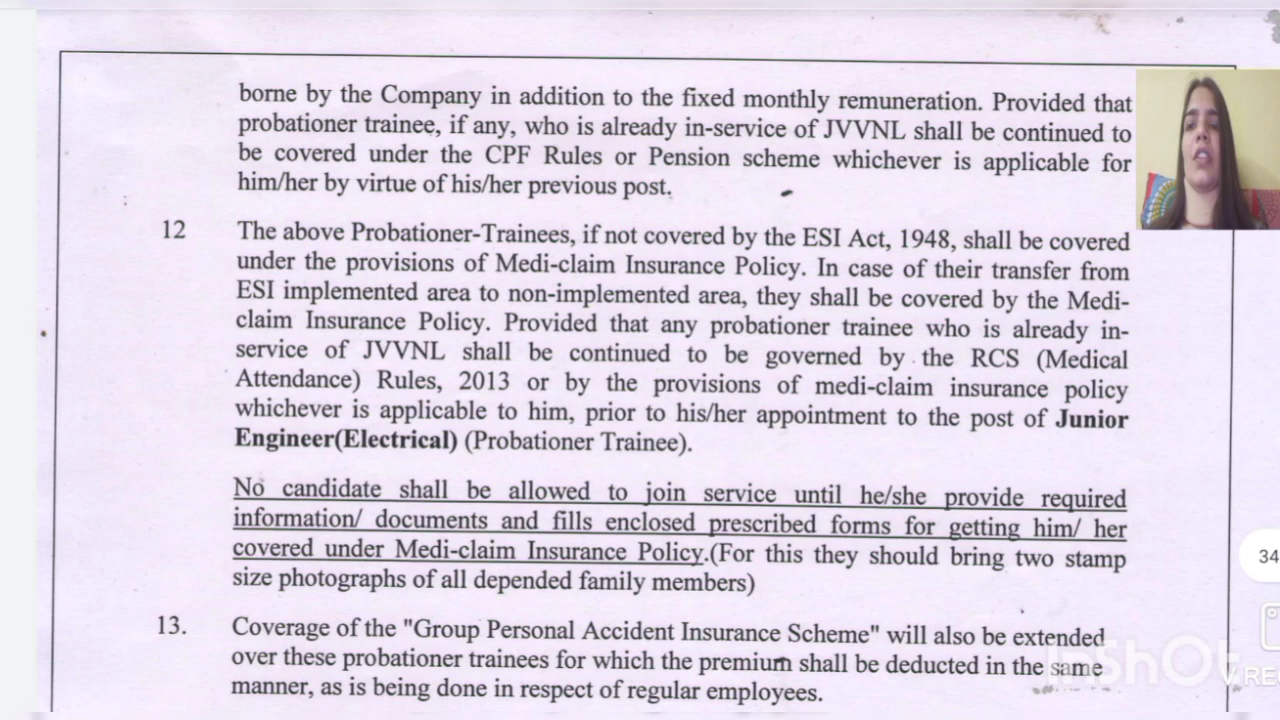 borne by the Company in addition to the fixed monthly remuneration. Provided that
probationer trainee, if any, who is already in-service of JVVNL shall be continued to
be covered under the CPF Rules or Pension scheme whichever is applicable for
him/her by virtue of his/her previous post.
12 The above Probationer-Trainees, if not covered by the ESI Act, 1948, shall be covered
under the provisions of Medi-claim Insurance Policy. In case of their transfer from
ESI implemented area to non-implemented area, they shall be covered by the Medi-
claim Insurance Policy. Provided that any probationer trainee who is already in-
service of JVVNL shall be continued to be governed by the RCS (Medical
Attendance) Rules, 2013 or by the provisions of medi-claim insurance policy
whichever is applicable to him, prior to his/her appointment to the post of Junior
Engineer(Electrical) (Probationer Trainee).
No candidate shall be allowed to join service until he/she provide required
information/ documents and fills enclosed prescribed forms for getting him/ her
covered under Medi-claim Insurance Policy.(For this they should bring two stamp
size photographs of all depended family members)
34
13. Coverage of the "Group Personal Accident Insurance Scheme" will also be extended
over these probationer trainees for which the premium shall be deducted in the same
manner, as is being done in respect of regular employees.
InShOt
V.REC